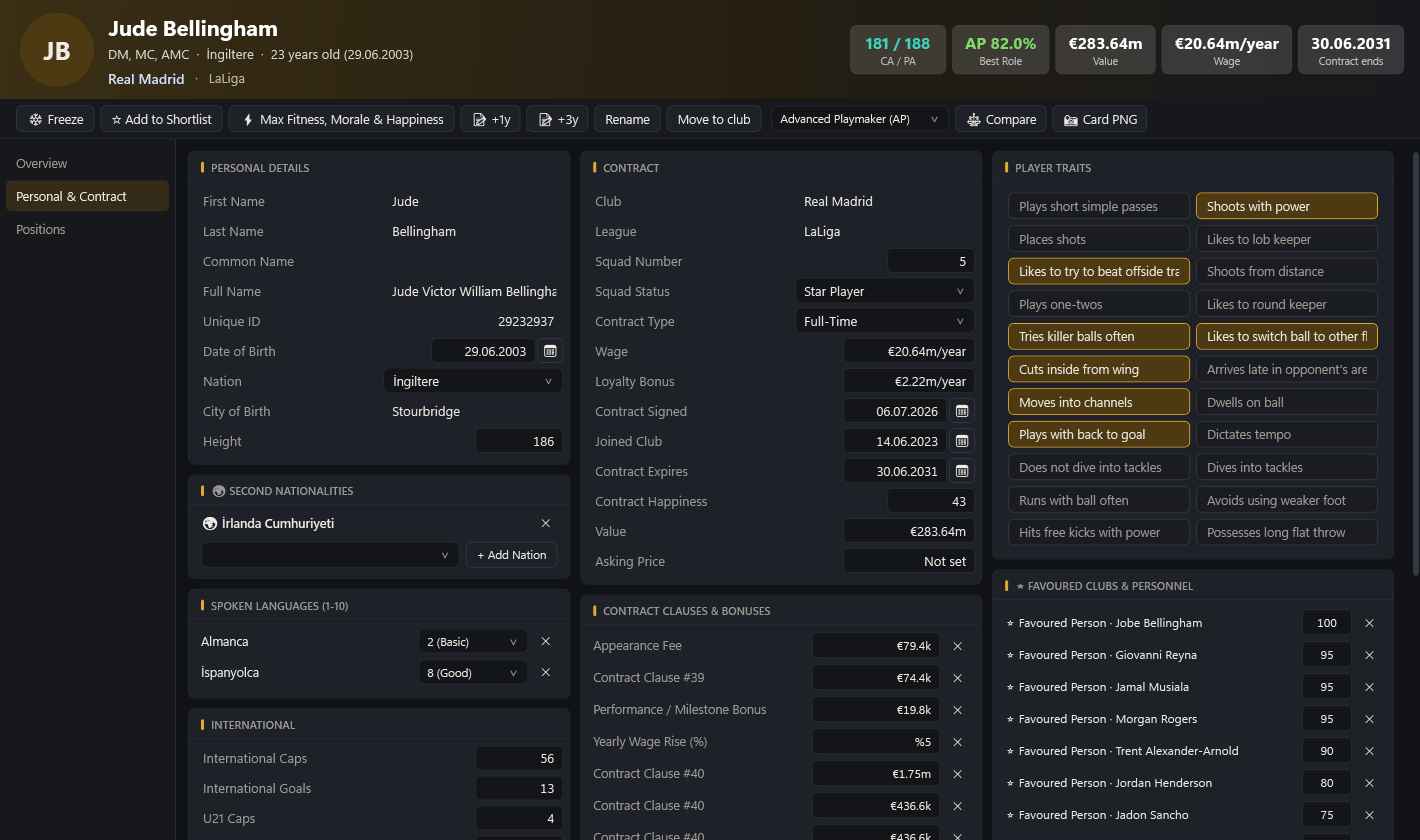 JB
Jude Bellingham
DM, MC, AMC · İngiltere · 23 years old (29.06.2003)
Real Madrid · LaLiga
181 / 188
CA / PA
AP 82.0%
Best Role
€283.64m
Value
€20.64m/year
Wage
30.06.2031
Contract ends
Freeze
Add to Shortlist
Max Fitness, Morale & Happiness
+1y
+3y
Rename
Move to club
Advanced Playmaker (AP)
Compare
Card PNG
Overview
Personal & Contract
Positions
PERSONAL DETAILS
First Name Jude
Last Name Bellingham
Common Name
Full Name Jude Victor William Bellingha
Unique ID 29232937
Date of Birth 29.06.2003
Nation İngiltere
City of Birth Stourbridge
Height 186
SECOND NATIONALITIES
İrlanda Cumhuriyeti ×
+ Add Nation
SPOKEN LANGUAGES (1-10)
Almanca 2 (Basic) ×
İspanyolca 8 (Good) ×
INTERNATIONAL
International Caps 56
International Goals 13
U21 Caps 4
CONTRACT
Club Real Madrid
League LaLiga
Squad Number 5
Squad Status Star Player
Contract Type Full-Time
Wage €20.64m/year
Loyalty Bonus €2.22m/year
Contract Signed 06.07.2026
Joined Club 14.06.2023
Contract Expires 30.06.2031
Contract Happiness 43
Value €283.64m
Asking Price Not set
CONTRACT CLAUSES & BONUSES
Appearance Fee €79.4k ×
Contract Clause #39 €74.4k ×
Performance / Milestone Bonus €19.8k ×
Yearly Wage Rise (%) %5 ×
Contract Clause #40 €1.75m ×
Contract Clause #40 €436.6k ×
Contract Clause #40 €436.6k ×
PLAYER TRAITS
Plays short simple passes
Shoots with power
Places shots
Likes to lob keeper
Likes to try to beat offside tra
Shoots from distance
Plays one-twos
Likes to round keeper
Tries killer balls often
Likes to switch ball to other fl
Cuts inside from wing
Arrives late in opponent's are
Moves into channels
Dwells on ball
Plays with back to goal
Dictates tempo
Does not dive into tackles
Dives into tackles
Runs with ball often
Avoids using weaker foot
Hits free kicks with power
Possesses long flat throw
FAVOURED CLUBS & PERSONNEL
Favoured Person · Jobe Bellingham 100 ×
Favoured Person · Giovanni Reyna 95 ×
Favoured Person · Jamal Musiala 95 ×
Favoured Person · Morgan Rogers 95 ×
Favoured Person · Trent Alexander-Arnold 90 ×
Favoured Person · Jordan Henderson 80 ×
Favoured Person · Jadon Sancho 75 ×